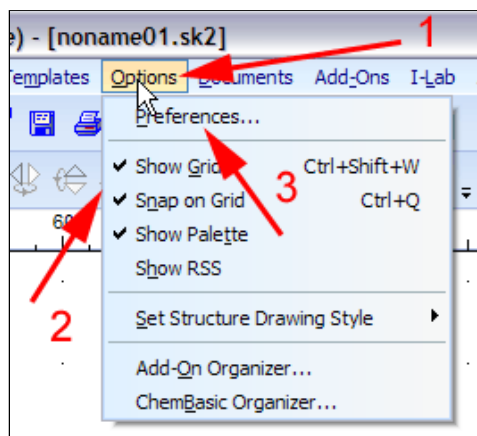 e) - [noname01.sk2]
1
Templates Options Documents Add-Ons I-Lab
Preferences...
Show Grid Ctrl+Shift+W
3
Snap on Grid Ctrl+Q
60
Show Palette
Show RSS
2
Set Structure Drawing Style
Add-On Organizer...
ChemBasic Organizer...